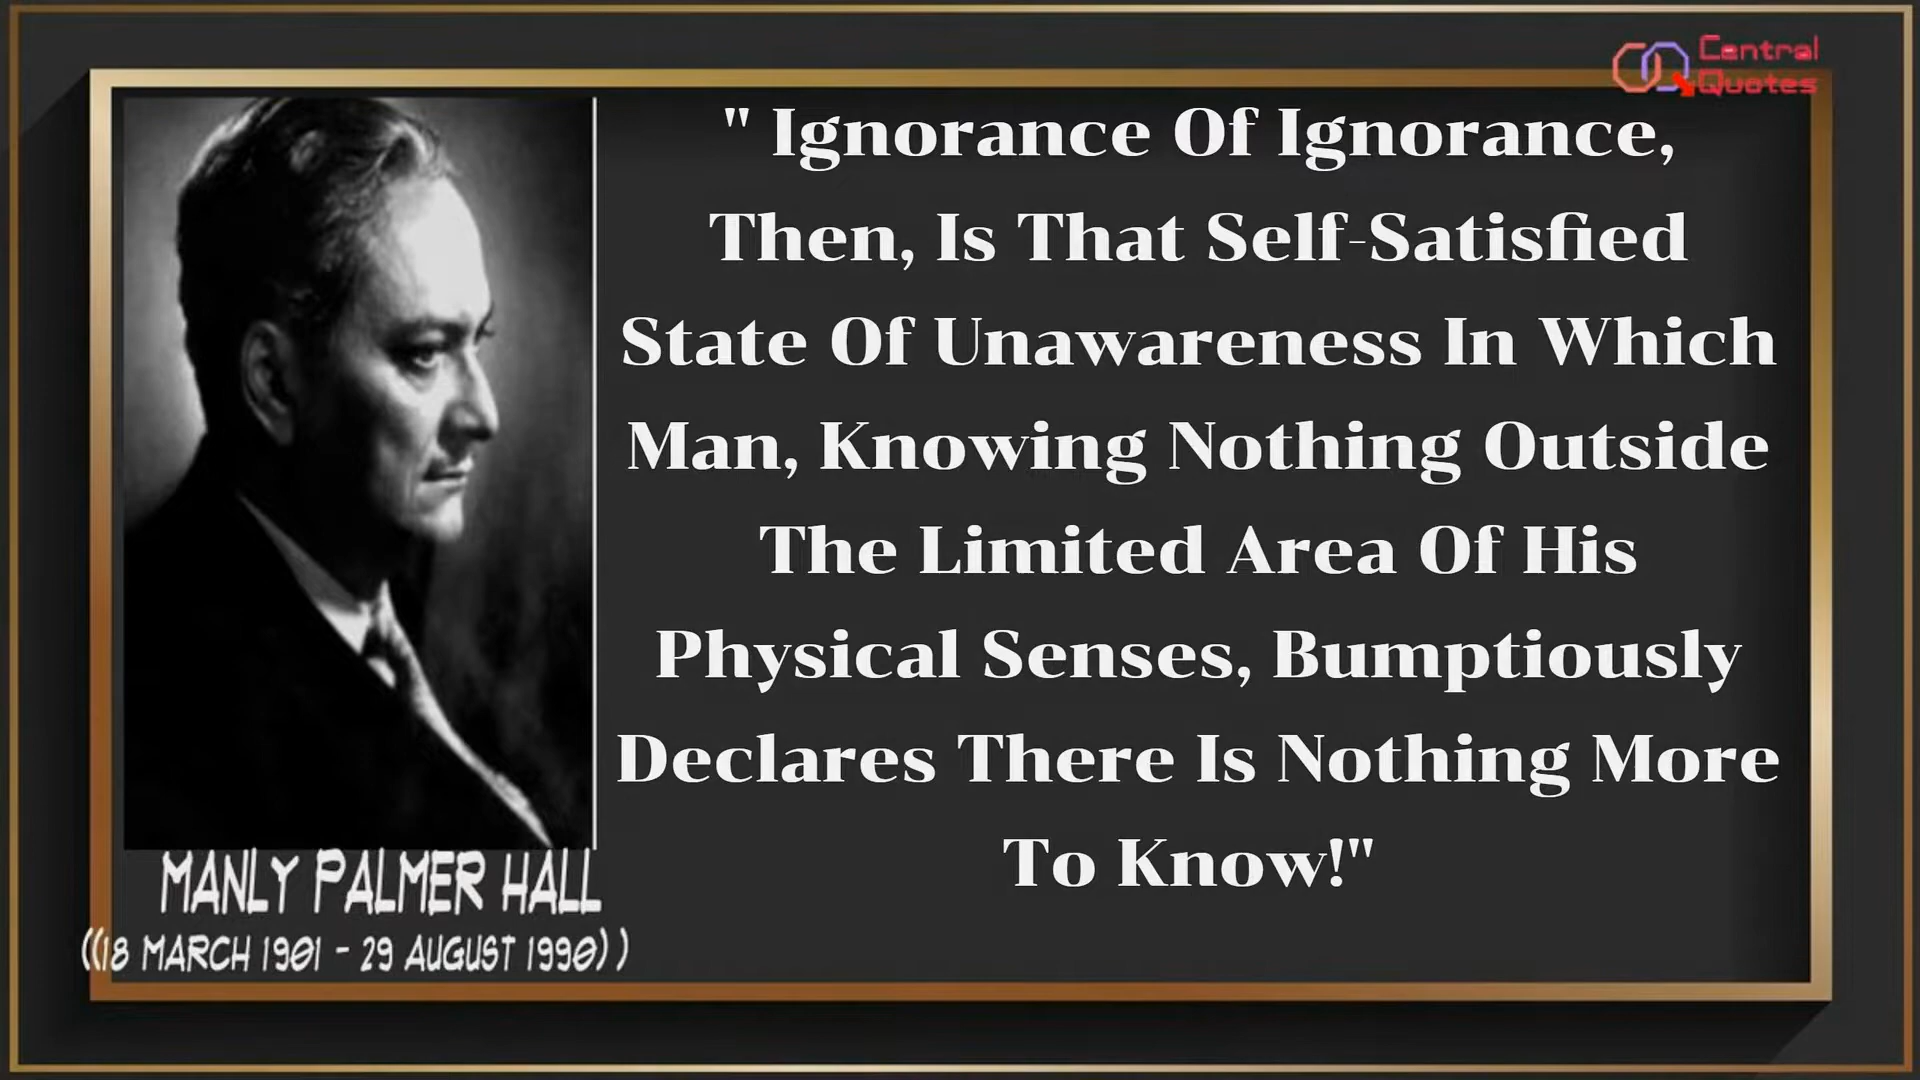 Central
Quotes
" Ignorance Of Ignorance,
Then, Is That Self-Satisfied
State Of Unawareness In Which
Man, Knowing Nothing Outside
The Limited Area Of His
Physical Senses, Bumptiously
Declares There Is Nothing More
To Know!"
MANLY PALMER HALL
((18 MARCH 1901 - 29 AUGUST 1990))